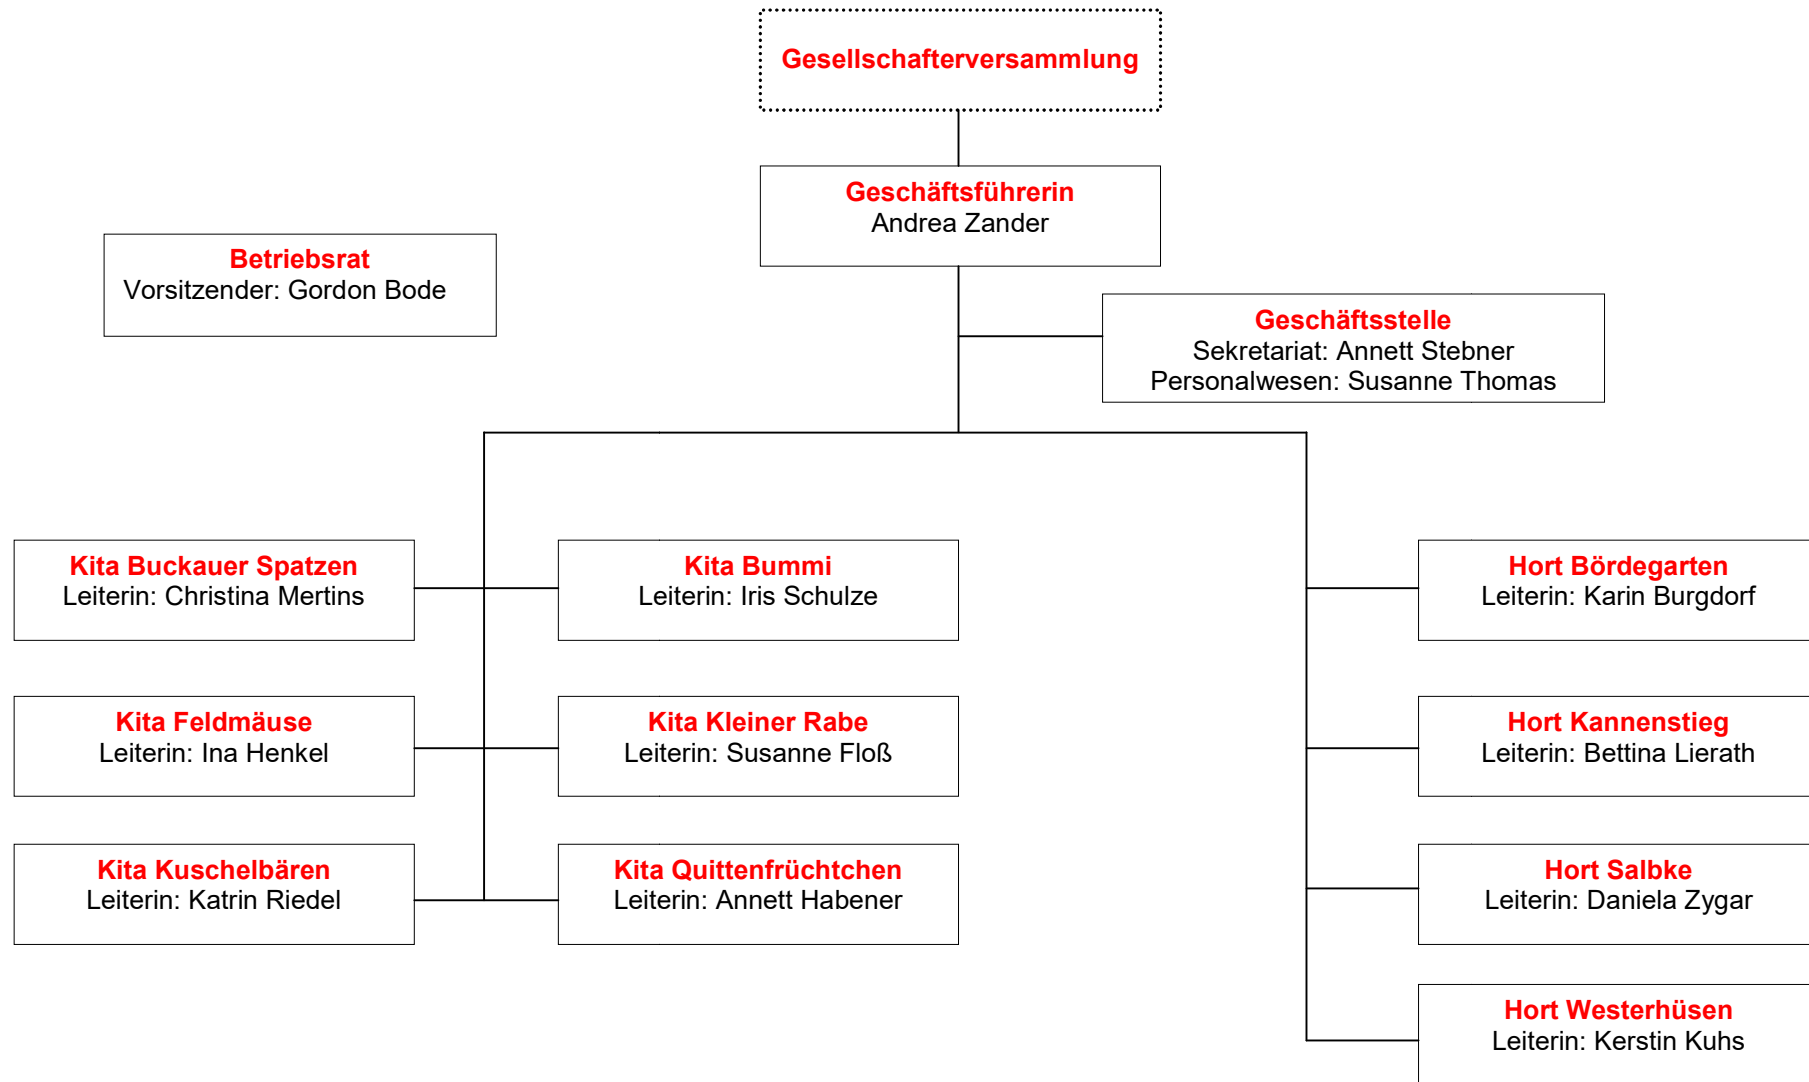 Gesellschafterversammlung
Geschäftsführerin
Andrea Zander
Betriebsrat
Vorsitzender: Gordon Bode
Geschäftsstelle
Sekretariat: Annett Stebner
Personalwesen: Susanne Thomas
Kita Buckauer Spatzen
Leiterin: Christina Mertins
Kita Bummi
Leiterin: Iris Schulze
Hort Bördegarten
Leiterin: Karin Burgdorf
Kita Feldmäuse
Leiterin: Ina Henkel
Kita Kleiner Rabe
Leiterin: Susanne Floß
Hort Kannenstieg
Leiterin: Bettina Lierath
Kita Kuschelbären
Leiterin: Katrin Riedel
Kita Quittenfrüchtchen
Leiterin: Annett Habener
Hort Salbke
Leiterin: Daniela Zygar
Hort Westerhüsen
Leiterin: Kerstin Kuhs